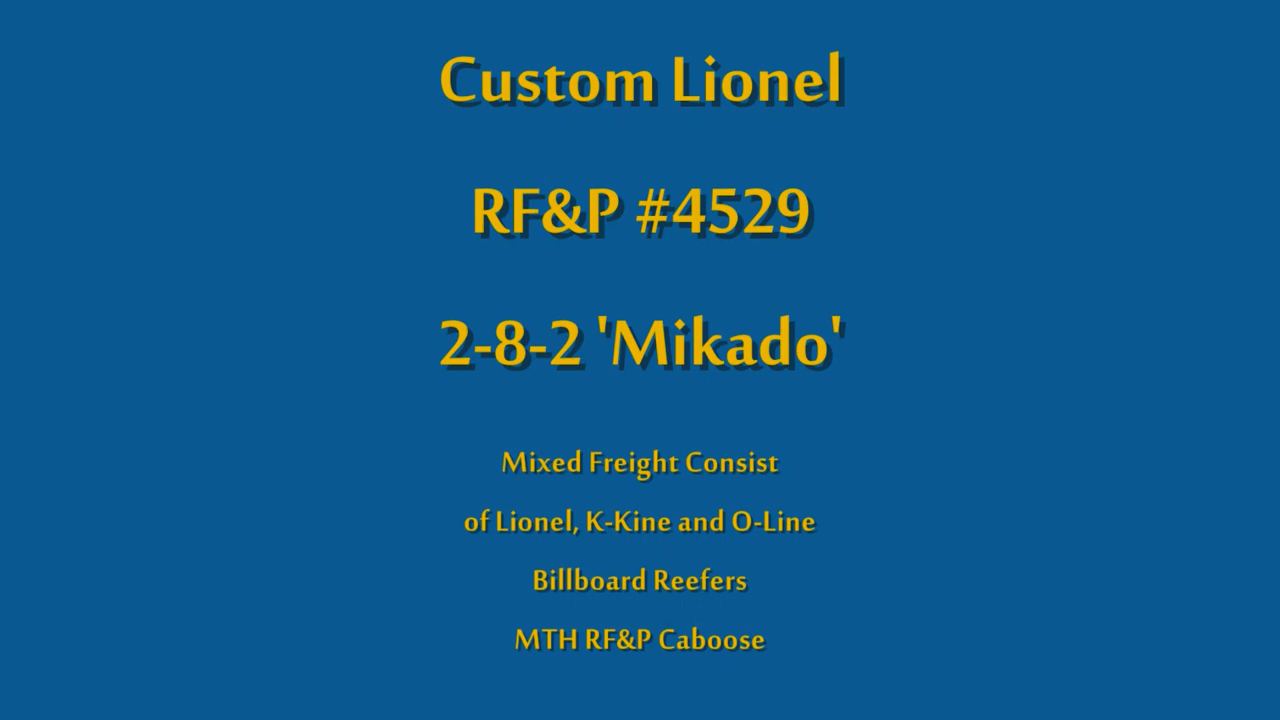 Custom Lionel
RF&P #4529
2-8-2 'Mikado'
Mixed Freight Consist
of Lionel, K-Kine and O-Line
Billboard Reefers
MTH RF&P Caboose